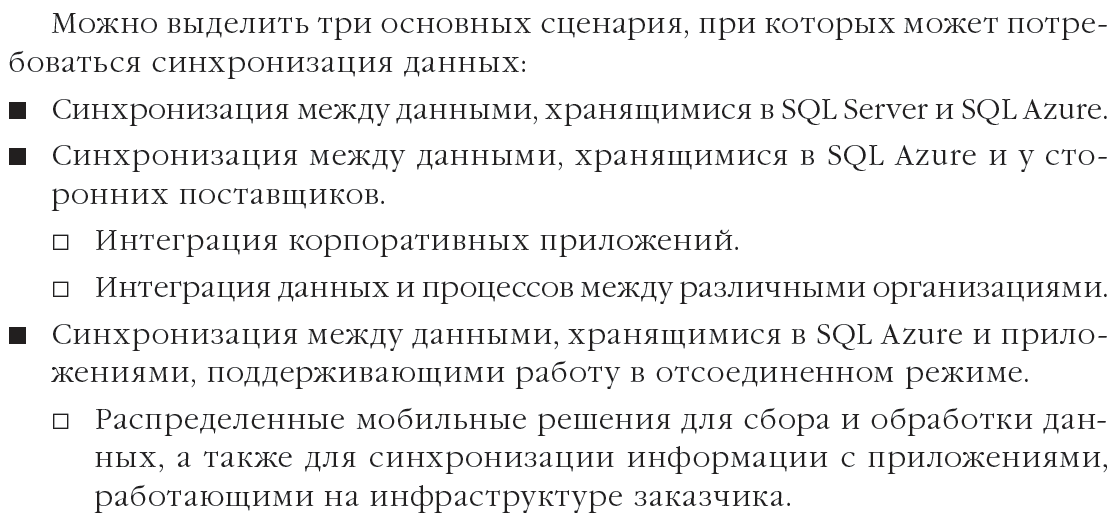 Можно выделить три основных сценария, при которых может потре-
боваться синхронизация данных:
■ Синхронизация между данными, хранящимися в SQL Server и SQL Azure.
■ Синхронизация между данными, хранящимися в SQL Azure и у сто-
ронних поставщиков.
□ Интеграция корпоративных приложений.
□ Интеграция данных и процессов между различными организациями.
■ Синхронизация между данными, хранящимися в SQL Azure и прило-
жениями, поддерживающими работу в отсоединенном режиме.
□ Распределенные мобильные решения для сбора и обработки дан-
ных, а также для синхронизации информации с приложениями,
работающими на инфраструктуре заказчика.